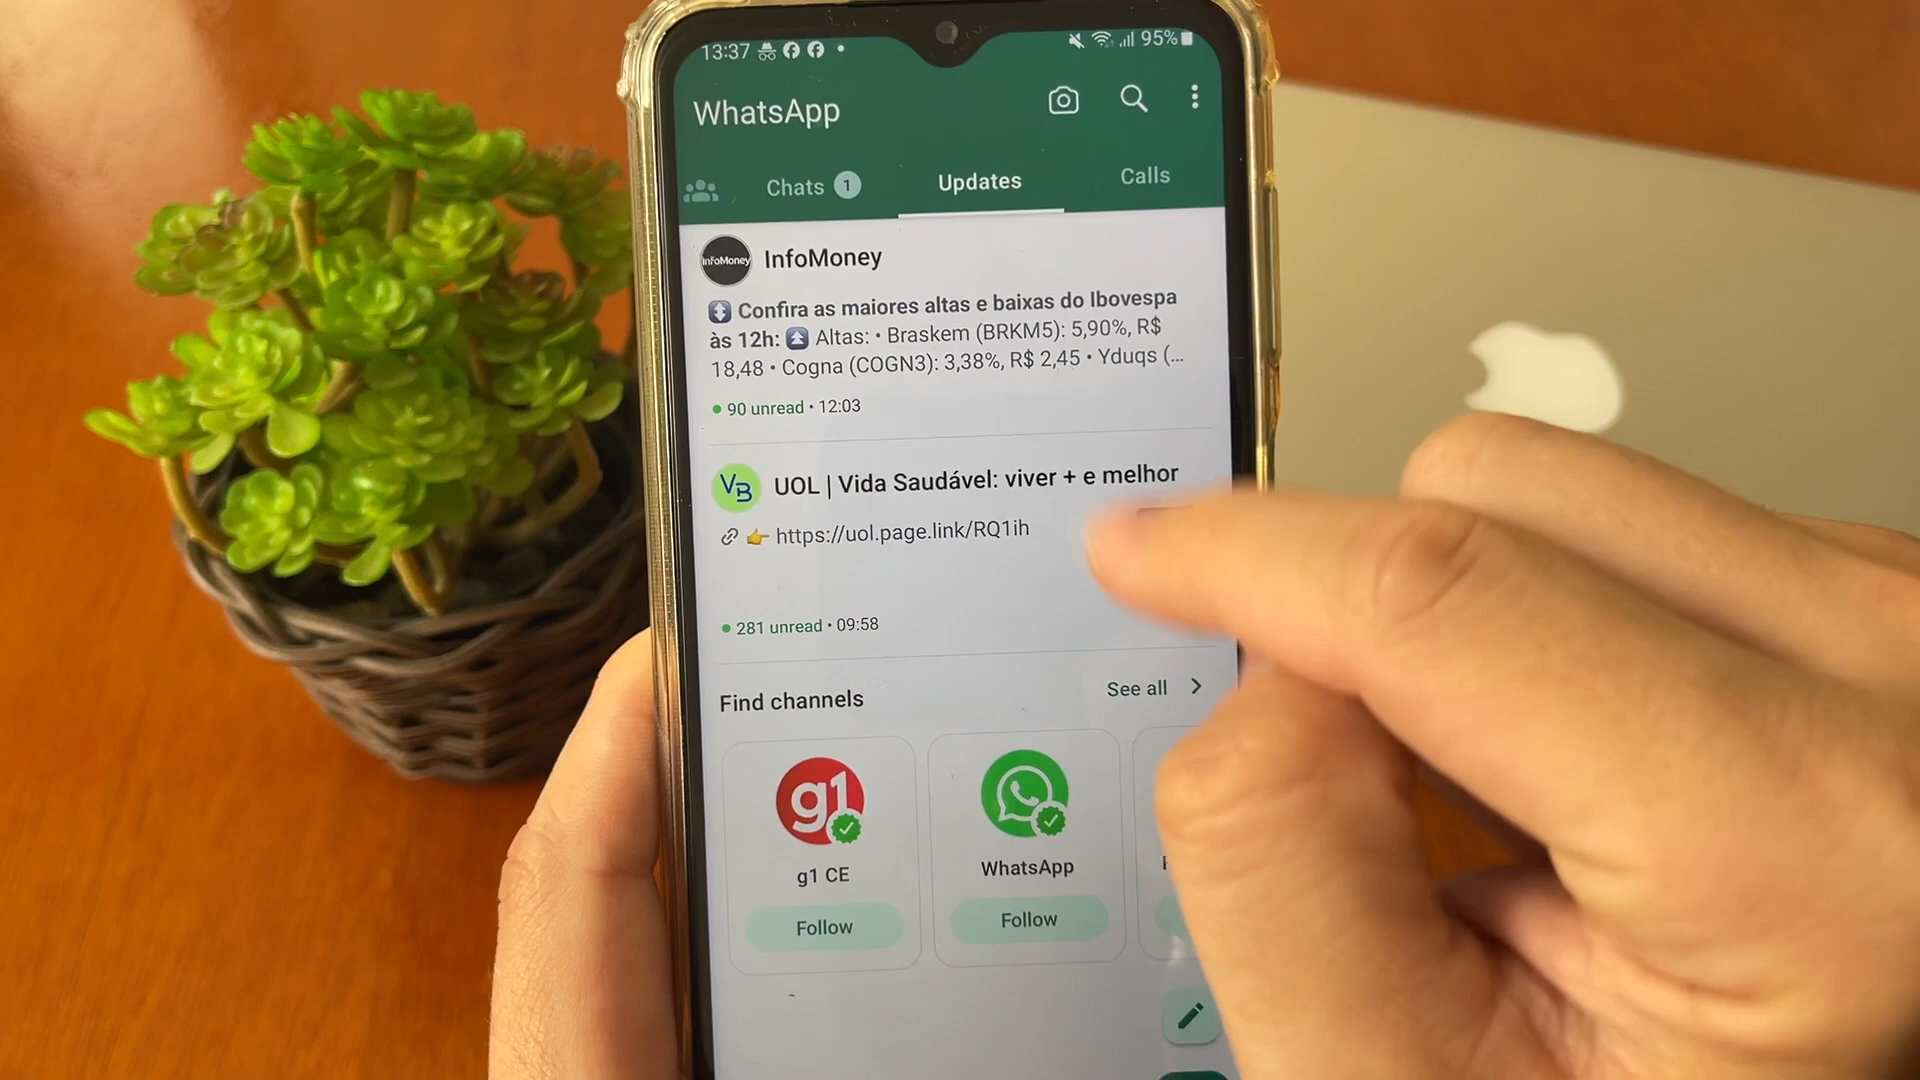 13:37
95%
WhatsApp
Chats 1
Updates
Calls
InfoMoney
InfoMoney
Confira as maiores altas e baixas do Ibovespa
às 12h: Altas: • Braskem (BRKM5): 5,90%, R$
18,48 • Cogna (COGN3): 3,38%, R$ 2,45 • Yduqs (...
90 unread • 12:03
VB
UOL | Vida Saudável: viver + e melhor
https://uol.page.link/RQ1ih
281 unread • 09:58
Find channels
See all
g1
g1 CE
WhatsApp
Follow
Follow